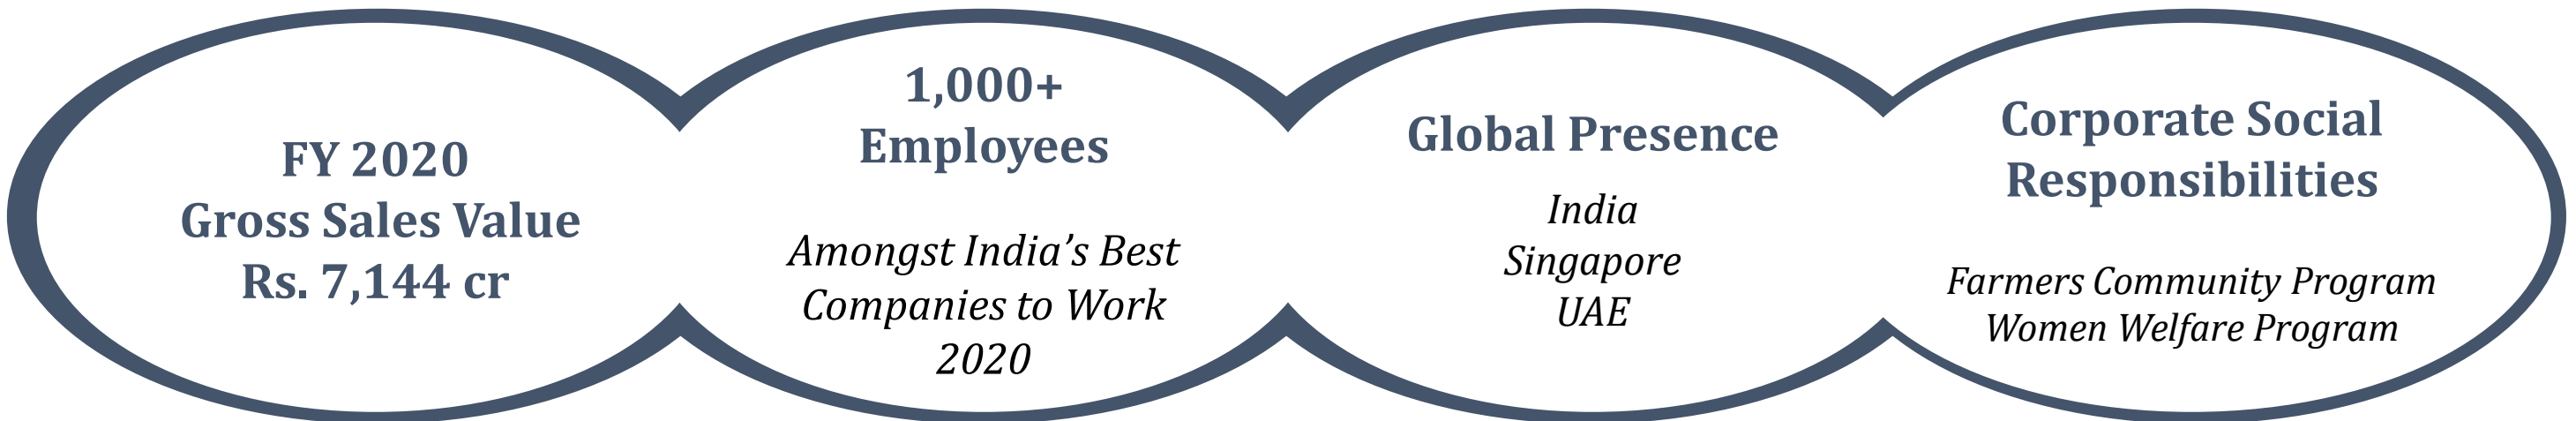 FY 2020
Gross Sales Value
Rs. 7,144 cr
1,000+
Employees
Amongst India’s Best
Companies to Work
2020
Global Presence
India
Singapore
UAE
Corporate Social
Responsibilities
Farmers Community Program
Women Welfare Program